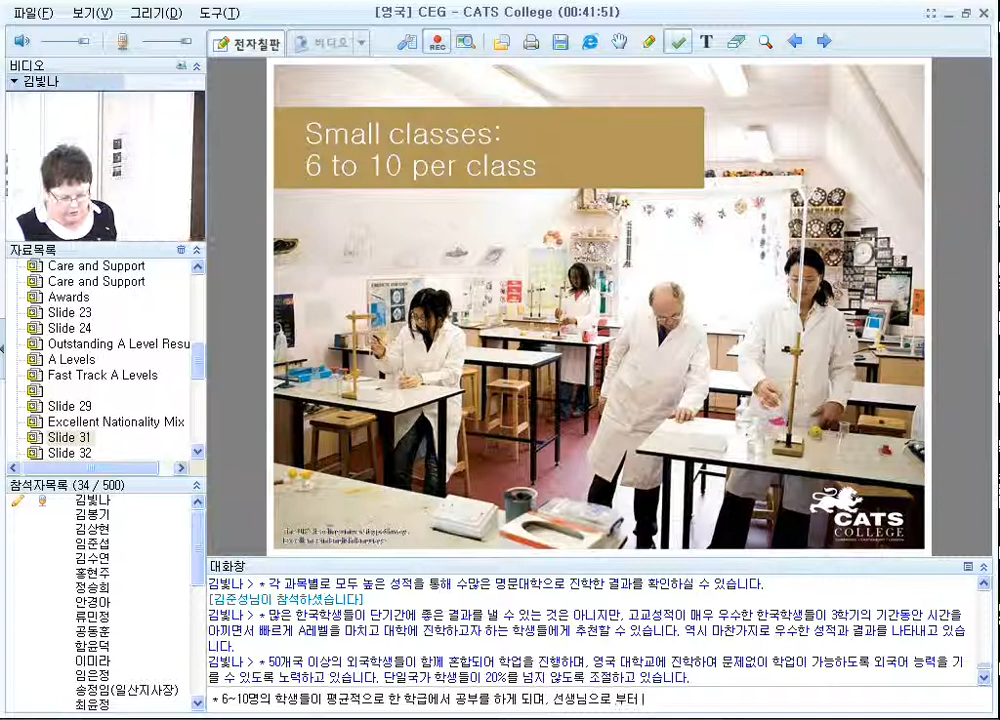 파일(F) 보기(V) 그리기(D) 도구(T)
[영국] CEG - CATS College (00:41:51)
전자칠판
비디오
REC
T
비디오
김빛나
자료목록
Care and Support
Care and Support
Awards
Slide 23
Slide 24
Outstanding A Level Resu
A Levels
Fast Track A Levels
Slide 29
Excellent Nationality Mix
Slide 31
Slide 32
참석자목록 (34 / 500)
김빛나
김봉기
김상현
김준섭
김수연
홍현주
정승희
안경아
류민정
공동훈
함윤덕
이미라
임은정
송정임(일산지사장)
최윤정
Small classes:
6 to 10 per class
CATS
COLLEGE
대화창
김빛나 > * 각 과목별로 모두 높은 성적을 통해 수많은 명문대학으로 진학한 결과를 확인하실 수 있습니다.
[김준성님이 참석하셨습니다]
김빛나 > * 많은 한국학생들이 단기간에 좋은 결과를 낼 수 있는 것은 아니지만, 고교성적이 매우 우수한 한국학생들이 3학기의 기간동안 시간을
아끼면서 빠르게 A레벨을 마치고 대학에 진학하고자 하는 학생들에게 추천할 수 있습니다. 역시 마찬가지로 우수한 성적과 결과를 나타내고 있습
니다.
김빛나 > * 50개국 이상의 외국학생들이 함께 혼합되어 학업을 진행하며, 영국 대학교에 진학하여 문제없이 학업이 가능하도록 외국어 능력을 기
를 수 있도록 노력하고 있습니다. 단일국가 학생들이 20%를 넘지 않도록 조절하고 있습니다.
* 6~10명의 학생들이 평균적으로 한 학급에서 공부를 하게 되며, 선생님으로 부터